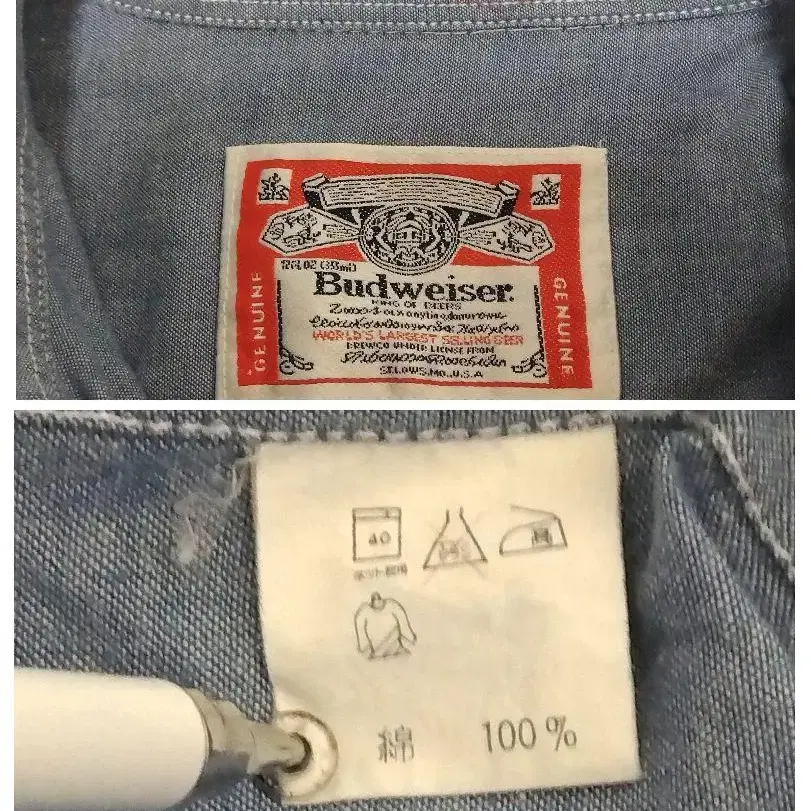 GENUINE
12 FL.OZ (355ml)
Budweiser.
KING OF BEERS
WORLD'S LARGEST SELLING BEER
BREWED UNDER LICENSE FROM
ST.LOUIS,MO.,U.S.A
GENUINE
40
ネット使用
綿 100%